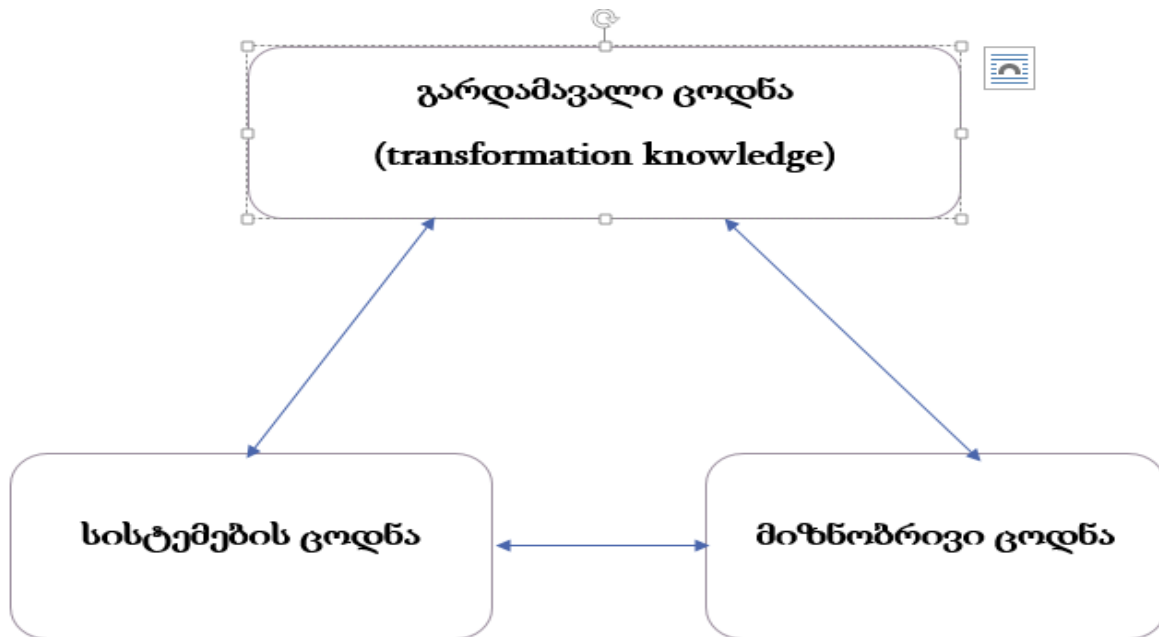 გარდამავალი ცოდნა
(transformation knowledge)
სისტემების ცოდნა
მიზნობრივი ცოდნა